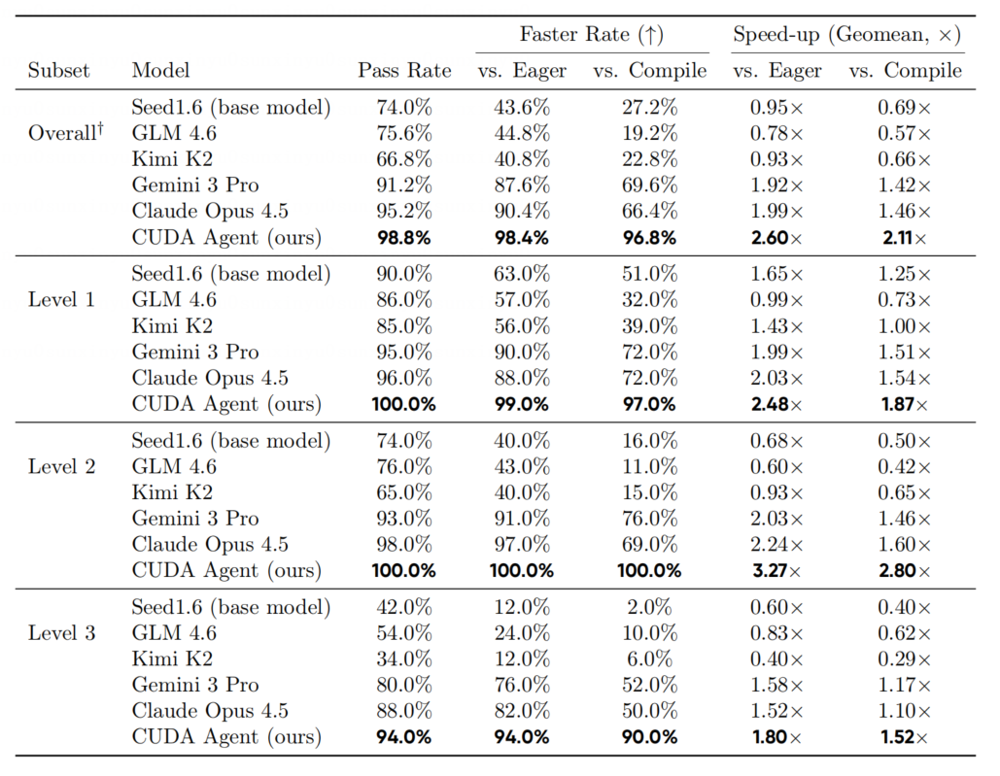 Faster Rate (↑) Speed-up (Geomean, ×)
Subset Model Pass Rate vs. Eager vs. Compile vs. Eager vs. Compile
Seed1.6 (base model) 74.0% 43.6% 27.2% 0.95× 0.69×
Overall† GLM 4.6 75.6% 44.8% 19.2% 0.78× 0.57×
Kimi K2 66.8% 40.8% 22.8% 0.93× 0.66×
Gemini 3 Pro 91.2% 87.6% 69.6% 1.92× 1.42×
Claude Opus 4.5 95.2% 90.4% 66.4% 1.99× 1.46×
CUDA Agent (ours) 98.8% 98.4% 96.8% 2.60× 2.11×
Seed1.6 (base model) 90.0% 63.0% 51.0% 1.65× 1.25×
Level 1 GLM 4.6 86.0% 57.0% 32.0% 0.99× 0.73×
Kimi K2 85.0% 56.0% 39.0% 1.43× 1.00×
Gemini 3 Pro 95.0% 90.0% 72.0% 1.99× 1.51×
Claude Opus 4.5 96.0% 88.0% 72.0% 2.03× 1.54×
CUDA Agent (ours) 100.0% 99.0% 97.0% 2.48× 1.87×
Seed1.6 (base model) 74.0% 40.0% 16.0% 0.68× 0.50×
Level 2 GLM 4.6 76.0% 43.0% 11.0% 0.60× 0.42×
Kimi K2 65.0% 40.0% 15.0% 0.93× 0.65×
Gemini 3 Pro 93.0% 91.0% 76.0% 2.03× 1.46×
Claude Opus 4.5 98.0% 97.0% 69.0% 2.24× 1.60×
CUDA Agent (ours) 100.0% 100.0% 100.0% 3.27× 2.80×
Seed1.6 (base model) 42.0% 12.0% 2.0% 0.60× 0.40×
Level 3 GLM 4.6 54.0% 24.0% 10.0% 0.83× 0.62×
Kimi K2 34.0% 12.0% 6.0% 0.40× 0.29×
Gemini 3 Pro 80.0% 76.0% 52.0% 1.58× 1.17×
Claude Opus 4.5 88.0% 82.0% 50.0% 1.52× 1.10×
CUDA Agent (ours) 94.0% 94.0% 90.0% 1.80× 1.52×